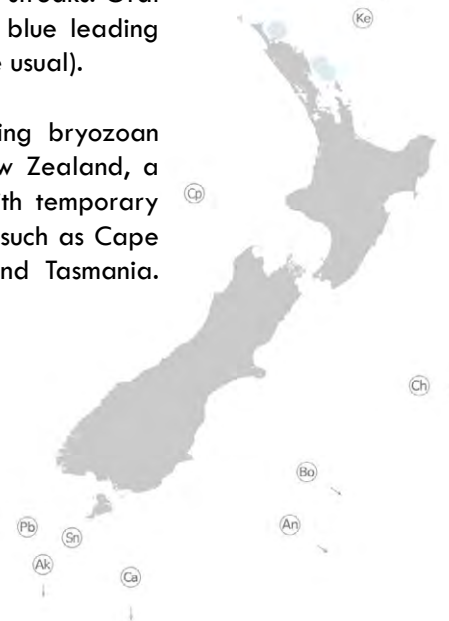 blue leading
usual).
ing bryozoan
w Zealand, a
ith temporary
such as Cape
nd Tasmania.
Ke
Cp
Ch
Bo
An
Pb
Sn
Ak
Ca